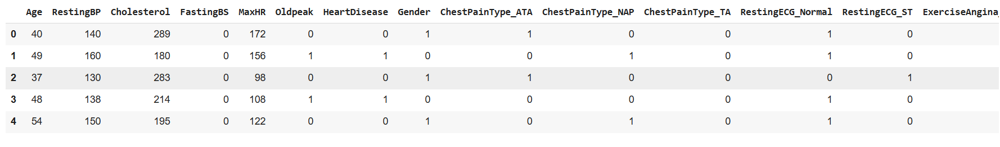 Age RestingBP Cholesterol FastingBS MaxHR Oldpeak HeartDisease Gender ChestPainType_ATA ChestPainType_NAP ChestPainType_TA RestingECG_Normal RestingECG_ST ExerciseAngina_
0 40 140 289 0 172 0 0 1 1 0 0 1 0
1 49 160 180 0 156 1 1 0 0 1 0 1 0
2 37 130 283 0 98 0 0 1 1 0 0 0 1
3 48 138 214 0 108 1 1 0 0 0 0 1 0
4 54 150 195 0 122 0 0 1 0 1 0 1 0